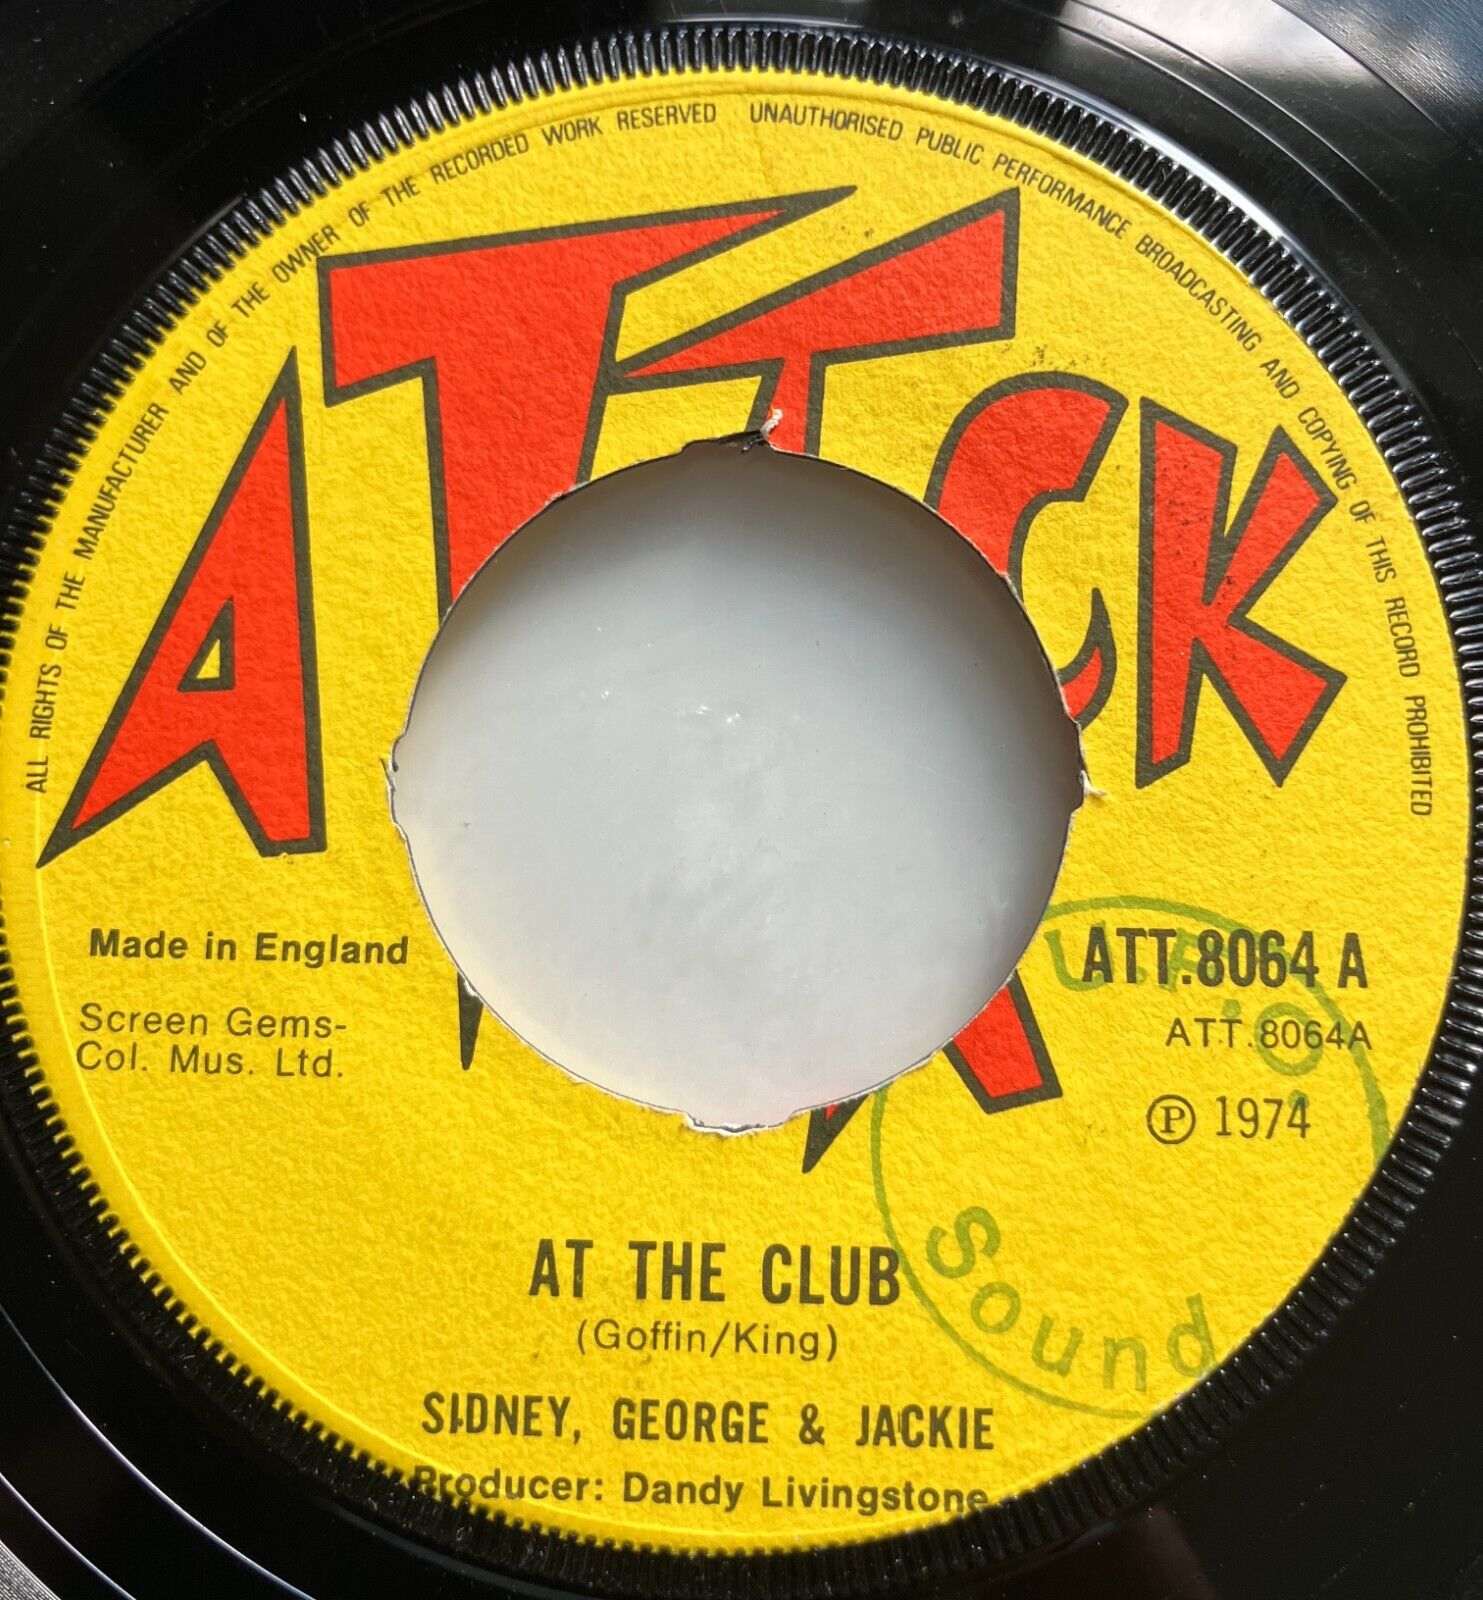 ALL RIGHTS OF THE MANUFACTURER AND OF THE OWNER OF THE RECORDED WORK RESERVED UNAUTHORISED PUBLIC PERFORMANCE BROADCASTING AND COPYING OF THIS RECORD PROHIBITED
ATTACK
Made in England
Screen Gems-
Col. Mus. Ltd.
ATT.8064 A
ATT.8064A
℗ 1974
Sound
AT THE CLUB
(Goffin/King)
SIDNEY, GEORGE & JACKIE
Producer: Dandy Livingstone